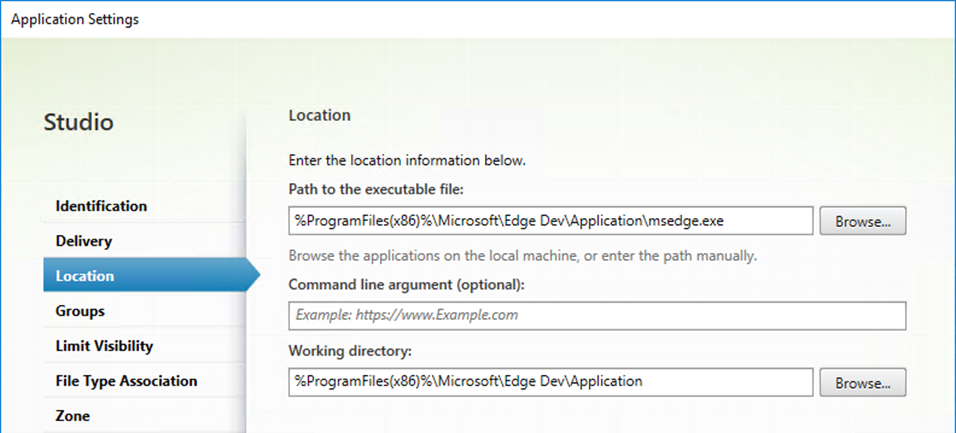 Application Settings
Studio
Identification
Delivery
Location
Groups
Limit Visibility
File Type Association
Zone
Location
Enter the location information below.
Path to the executable file:
%ProgramFiles(x86)%\Microsoft\Edge Dev\Application\msedge.exe
Browse...
Browse the applications on the local machine, or enter the path manually.
Command line argument (optional):
Example: https://www.Example.com
Working directory:
%ProgramFiles(x86)%\Microsoft\Edge Dev\Application
Browse...